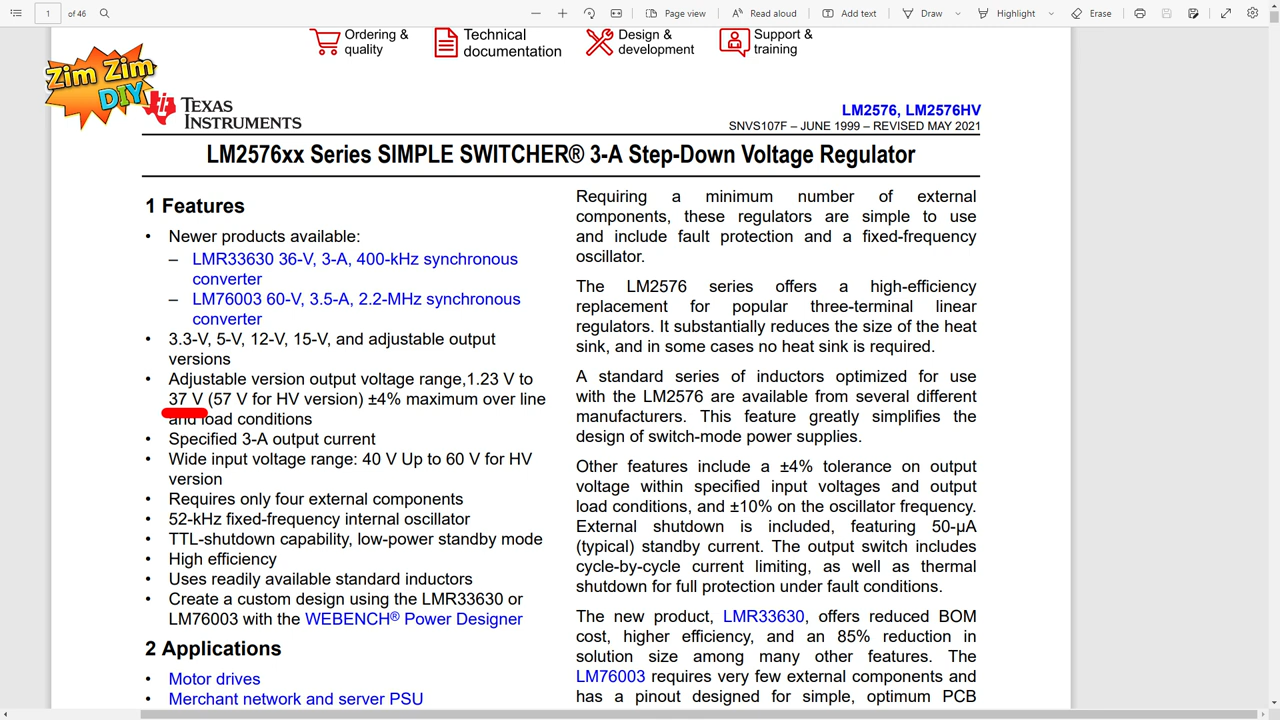 1 of 46 Page view Read aloud Add text Draw Highlight Erase
Ordering & quality
Technical documentation
Design & development
Support & training
Zim Zim
DIY
TEXAS
INSTRUMENTS
LM2576, LM2576HV
SNVS107F – JUNE 1999 – REVISED MAY 2021
LM2576xx Series SIMPLE SWITCHER® 3-A Step-Down Voltage Regulator
1 Features
• Newer products available:
– LMR33630 36-V, 3-A, 400-kHz synchronous
converter
– LM76003 60-V, 3.5-A, 2.2-MHz synchronous
converter
• 3.3-V, 5-V, 12-V, 15-V, and adjustable output
versions
• Adjustable version output voltage range,1.23 V to
37 V (57 V for HV version) ±4% maximum over line
and load conditions
• Specified 3-A output current
• Wide input voltage range: 40 V Up to 60 V for HV
version
• Requires only four external components
• 52-kHz fixed-frequency internal oscillator
• TTL-shutdown capability, low-power standby mode
• High efficiency
• Uses readily available standard inductors
• Create a custom design using the LMR33630 or
LM76003 with the WEBENCH® Power Designer
2 Applications
• Motor drives
• Merchant network and server PSU
Requiring a minimum number of external
components, these regulators are simple to use
and include fault protection and a fixed-frequency
oscillator.
The LM2576 series offers a high-efficiency
replacement for popular three-terminal linear
regulators. It substantially reduces the size of the heat
sink, and in some cases no heat sink is required.
A standard series of inductors optimized for use
with the LM2576 are available from several different
manufacturers. This feature greatly simplifies the
design of switch-mode power supplies.
Other features include a ±4% tolerance on output
voltage within specified input voltages and output
load conditions, and ±10% on the oscillator frequency.
External shutdown is included, featuring 50-μA
(typical) standby current. The output switch includes
cycle-by-cycle current limiting, as well as thermal
shutdown for full protection under fault conditions.
The new product, LMR33630, offers reduced BOM
cost, higher efficiency, and an 85% reduction in
solution size among many other features. The
LM76003 requires very few external components and
has a pinout designed for simple, optimum PCB